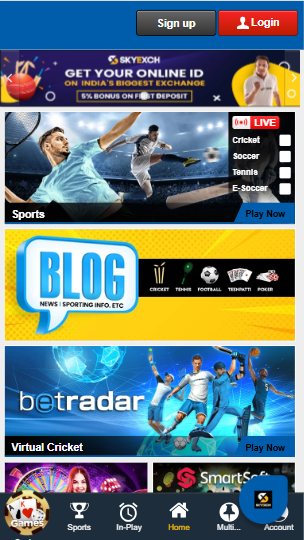 Sign up
Login
SKYEXCH
GET YOUR ONLINE ID
ON INDIA'S BIGGEST EXCHANGE
5% BONUS ON FIRST DEPOSIT
LIVE
Cricket
Soccer
Tennis
E-Soccer
Sports
Play Now
BLOG
NEWS | SPORTING INFO. ETC
CRICKET TENNIS FOOTBALL TEENPATTI POKER
betradar
Virtual Cricket
Play Now
SmartSoft
Games
Sports
In-Play
Home
Multi...
Account
SKYEXCH